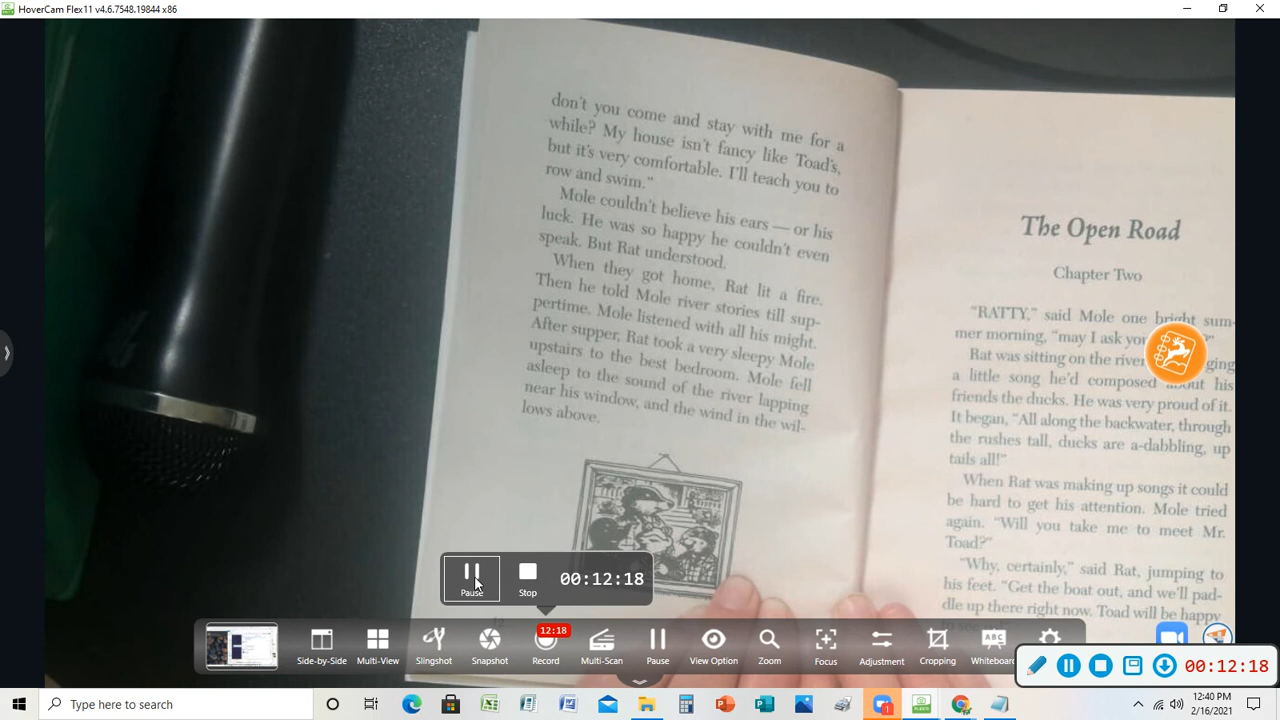 HoverCam Flex11 v4.6.7548.19844 x86
don't you come and stay with me for a
while? My house isn't fancy like Toad's,
but it's very comfortable. I'll teach you to
row and swim."
Mole couldn't believe his ears — or his
luck. He was so happy he couldn't even
speak. But Rat understood.
When they got home, Rat lit a fire.
Then he told Mole river stories till sup-
pertime. Mole listened with all his might.
After supper, Rat took a very sleepy Mole
upstairs to the best bedroom. Mole fell
asleep to the sound of the river lapping
near his window, and the wind in the wil-
lows above.
The Open Road
Chapter Two
"RATTY," said Mole one bright sum-
mer morning, "may I ask you
Rat was sitting on the river ging
a little song he'd composed about his
friends the ducks. He was very proud of it.
It began, "All along the backwater, through
the rushes tall, ducks are a-dabbling, up
tails all!"
When Rat was making up songs it could
be hard to get his attention. Mole tried
again. "Will you take me to meet Mr.
Toad?"
"Why, certainly," said Rat, jumping to
his feet. "Get the boat out, and we'll pad-
dle up there right now. Toad will be happy
Pause
Stop
00:12:18
12:18
Side-by-Side
Multi-View
Slingshot
Snapshot
Record
Multi-Scan
Pause
View Option
Zoom
Focus
Adjustment
Cropping
ABC
Whiteboard
00:12:18
Type here to search
1
12:40 PM
2/16/2021